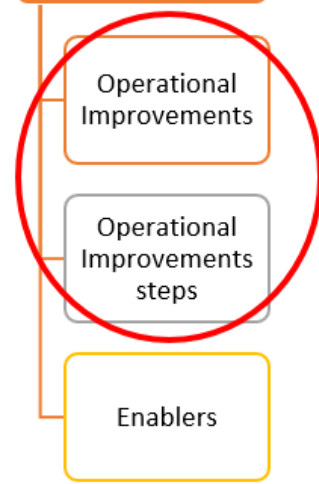 Operational
Improvements
Operational
Improvements
steps
Enablers